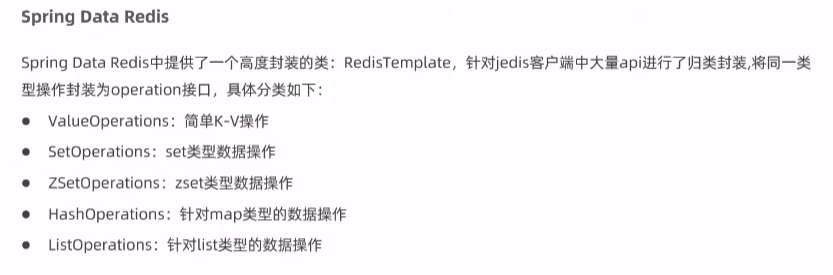 Spring Data Redis
Spring Data Redis中提供了一个高度封装的类：RedisTemplate，针对jedis客户端中大量api进行了归类封装,将同一类
型操作封装为operation接口，具体分类如下：
● ValueOperations：简单K-V操作
● SetOperations：set类型数据操作
● ZSetOperations：zset类型数据操作
● HashOperations：针对map类型的数据操作
● ListOperations：针对list类型的数据操作